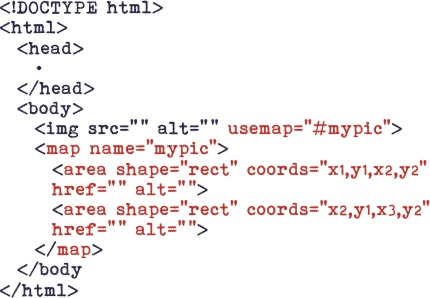 <!DOCTYPE html>
<html>
<head>
•
</head>
<body>
<img src="" alt="" usemap="#mypic">
<map name="mypic">
<area shape="rect" coords="x1,y1,x2,y2"
href="" alt="">
<area shape="rect" coords="x2,y1,x3,y2"
href="" alt="">
</map>
</body
</html>